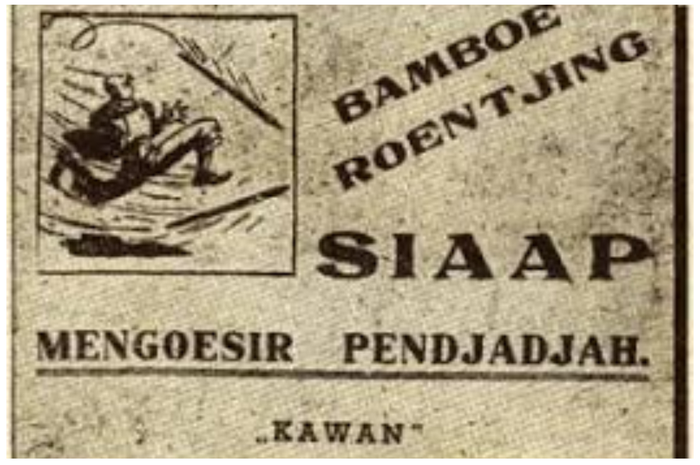 BAMBOE
ROENTJING
SIAAP
MENGOESIR PENDJADJAH.
„KAWAN"